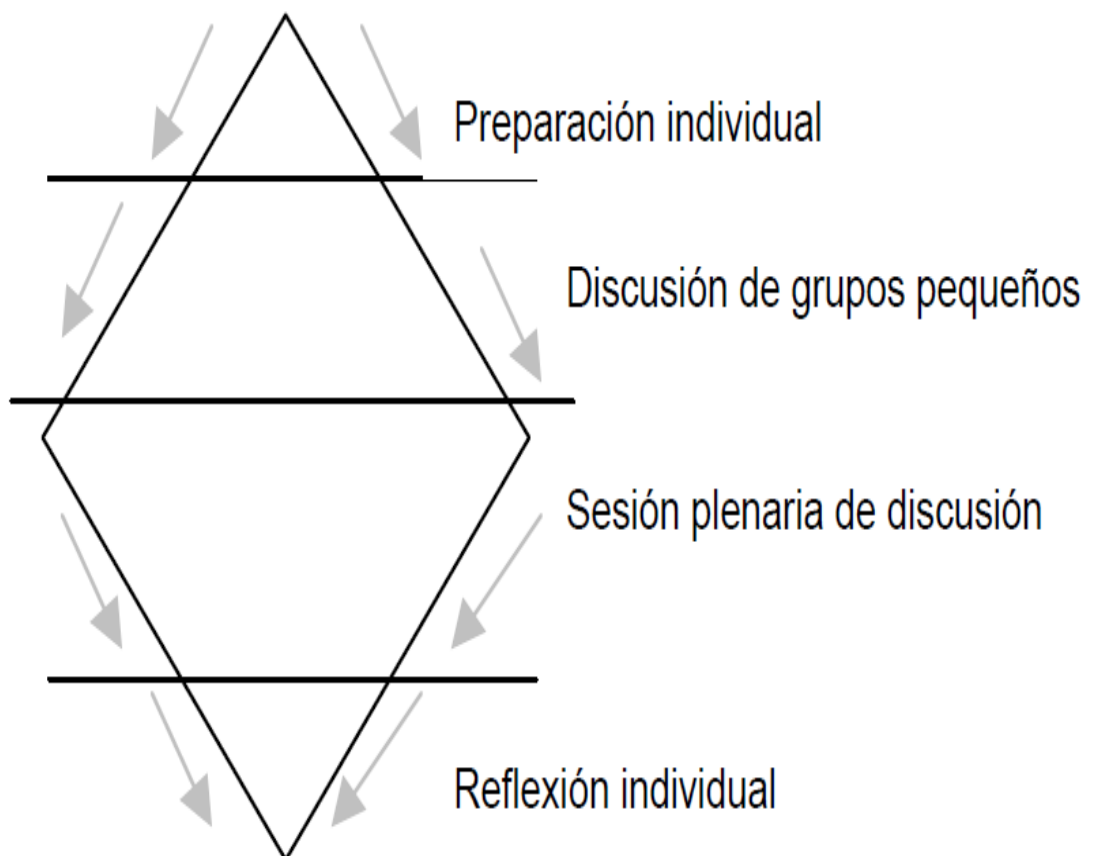 Preparación individual
Discusión de grupos pequeños
Sesión plenaria de discusión
Reflexión individual